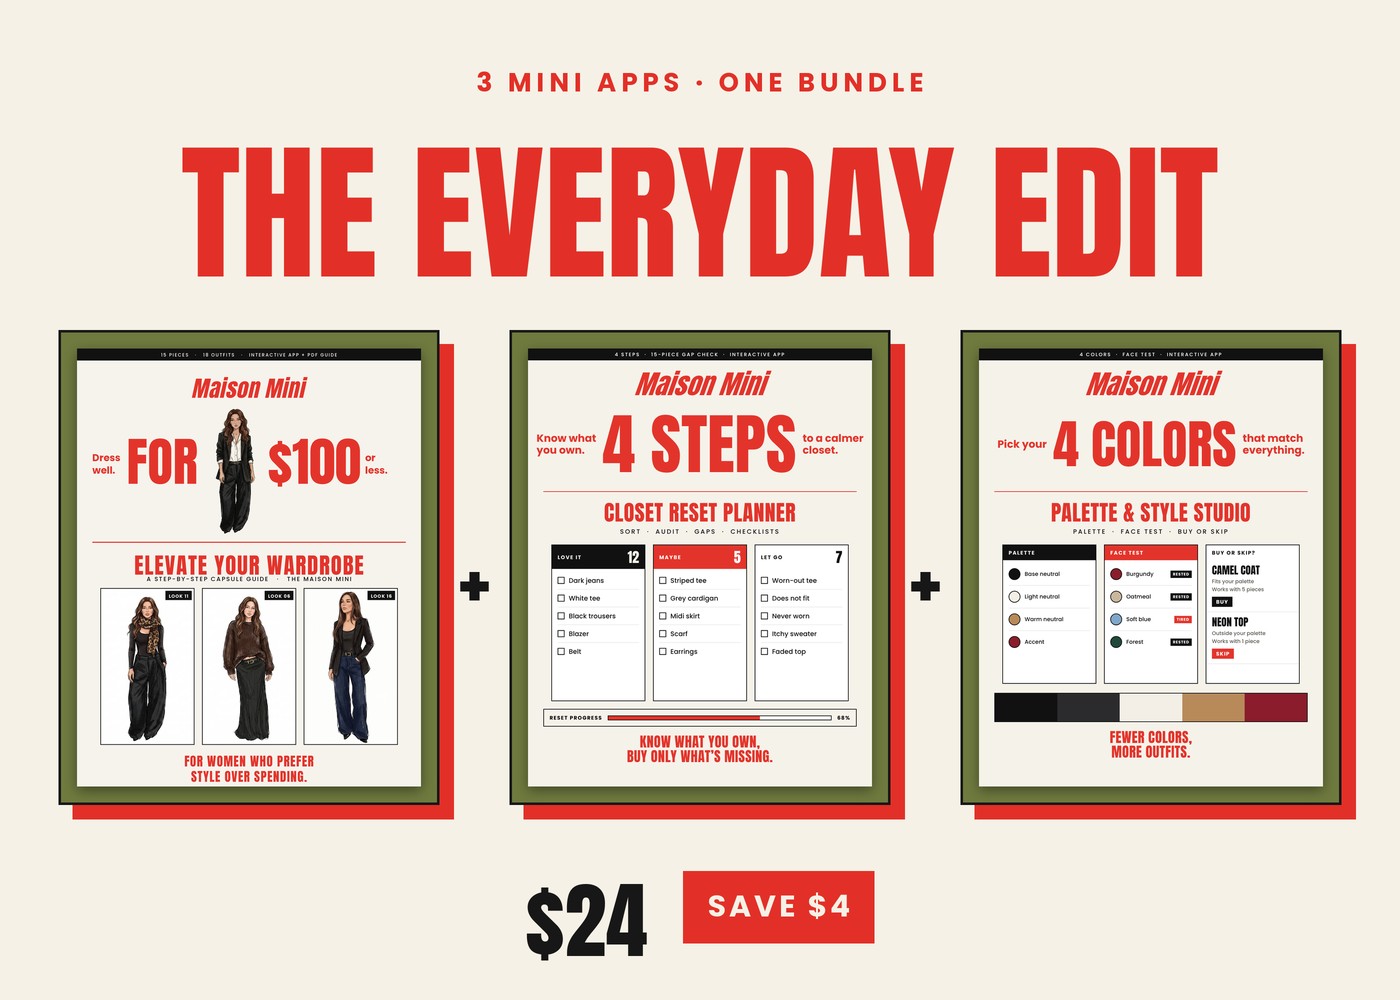 3 MINI APPS · ONE BUNDLE
THE EVERYDAY EDIT
15 PIECES · 18 OUTFITS · INTERACTIVE APP + PDF GUIDE
Maison Mini
Dress well. FOR $100 or less.
ELEVATE YOUR WARDROBE
A STEP-BY-STEP CAPSULE GUIDE · THE MAISON MINI
LOOK 11
LOOK 06
LOOK 16
FOR WOMEN WHO PREFER
STYLE OVER SPENDING.
+
4 STEPS · 15-PIECE GAP CHECK · INTERACTIVE APP
Maison Mini
Know what you own. 4 STEPS to a calmer closet.
CLOSET RESET PLANNER
SORT · AUDIT · GAPS · CHECKLISTS
LOVE IT 12
Dark jeans
White tee
Black trousers
Blazer
Belt
MAYBE 5
Striped tee
Grey cardigan
Midi skirt
Scarf
Earrings
LET GO 7
Worn-out tee
Does not fit
Never worn
Itchy sweater
Faded top
RESET PROGRESS 68%
KNOW WHAT YOU OWN,
BUY ONLY WHAT'S MISSING.
+
4 COLORS · FACE TEST · INTERACTIVE APP
Maison Mini
Pick your 4 COLORS that match everything.
PALETTE & STYLE STUDIO
PALETTE · FACE TEST · BUY OR SKIP
PALETTE
Base neutral
Light neutral
Warm neutral
Accent
FACE TEST
Burgundy RESTED
Oatmeal RESTED
Soft blue TIRED
Forest RESTED
BUY OR SKIP?
CAMEL COAT
Fits your palette
Works with 5 pieces
BUY
NEON TOP
Outside your palette
Works with 1 piece
SKIP
FEWER COLORS,
MORE OUTFITS.
$24
SAVE $4